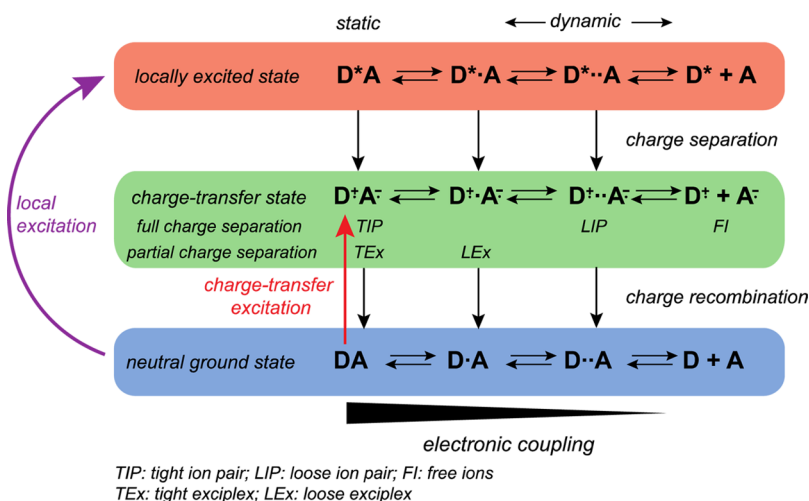 static dynamic
locally excited state D*A D*·A D*··A D* + A
charge separation
local
excitation
charge-transfer state D⨥A⨪ D⨥·A⨪ D⨥··A⨪ D⨥ + A⨪
full charge separation TIP LIP FI
partial charge separation TEx LEx
charge-transfer
excitation
charge recombination
neutral ground state DA D·A D··A D + A
electronic coupling
TIP: tight ion pair; LIP: loose ion pair; FI: free ions
TEx: tight exciplex; LEx: loose exciplex